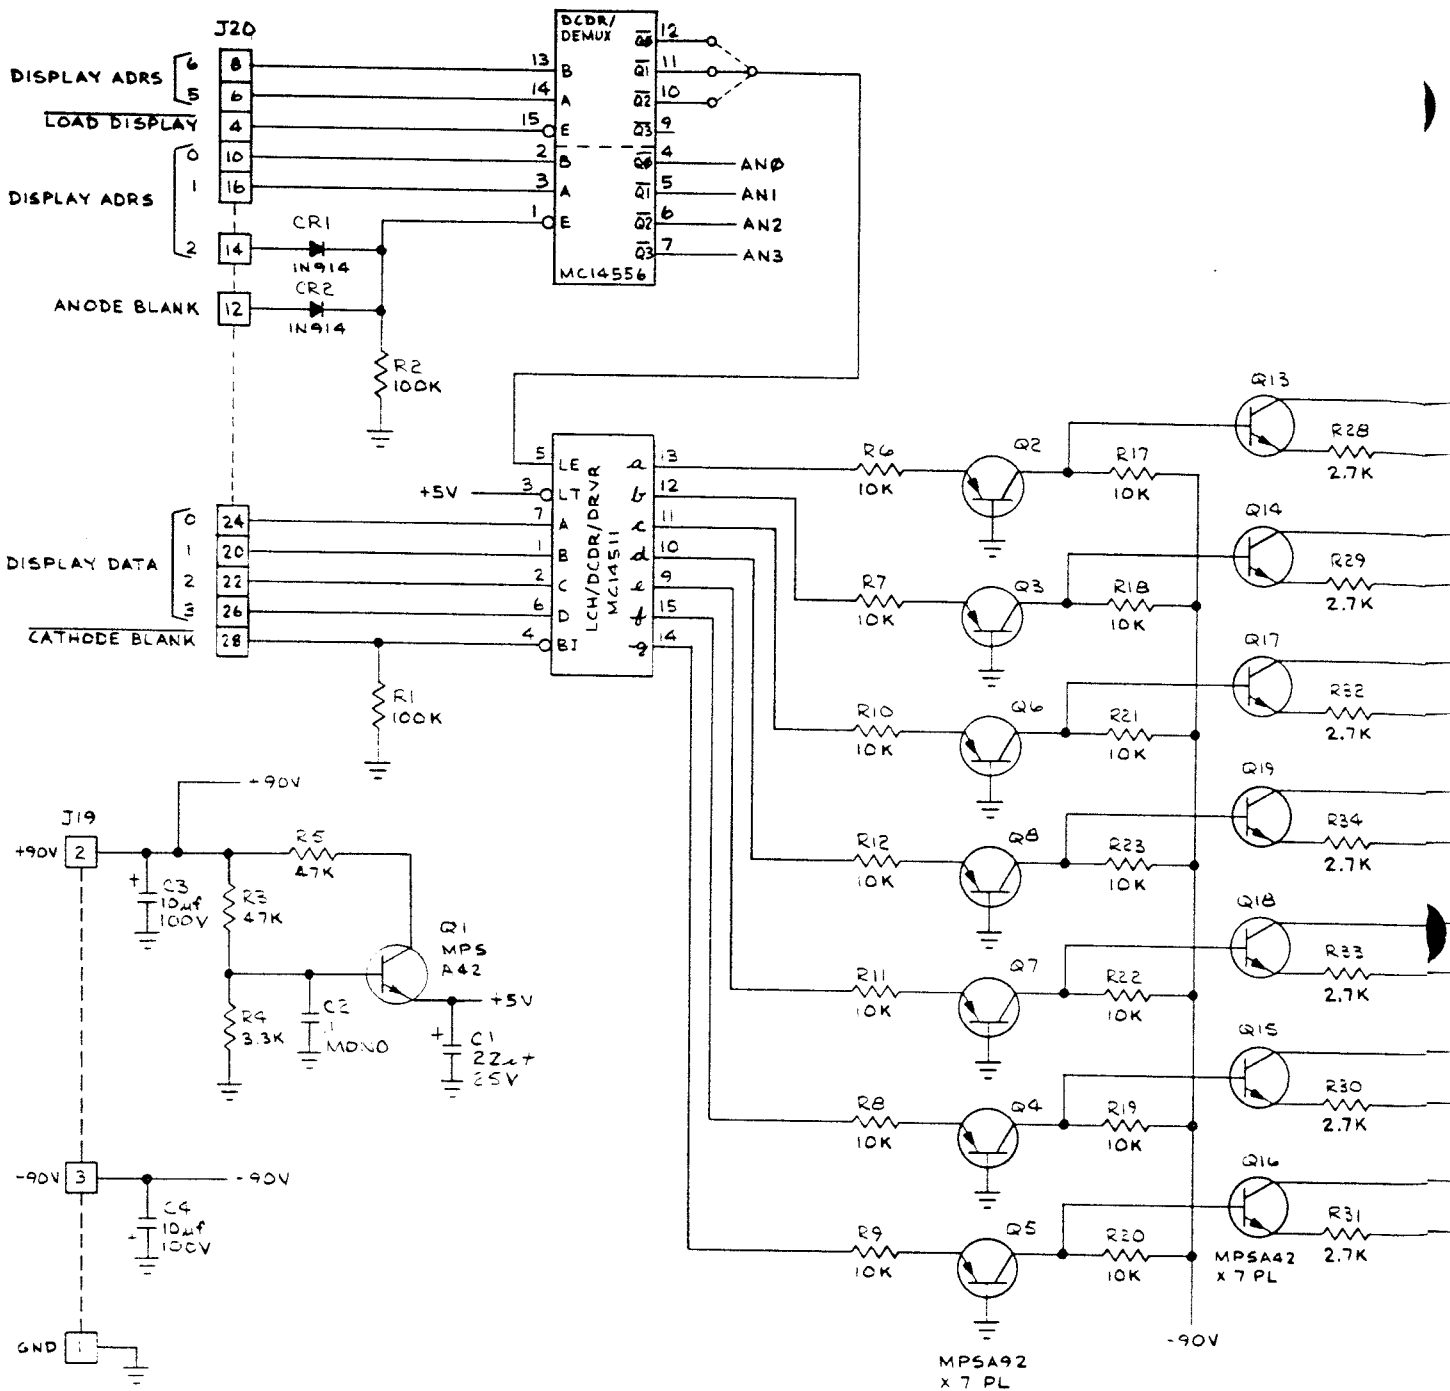 J20
DISPLAY ADRS
6 8
5 6
LOAD DISPLAY 4
DISPLAY ADRS
0 10
1 16
2 14
ANODE BLANK 12
CR1
1N914
CR2
1N914
R2
100K
DCDR/
DEMUX
13 B
14 A
15 E
2 B
3 A
1 E
Q0 12
Q1 11
Q2 10
Q3 9
Q0 4 AN0
Q1 5 AN1
Q2 6 AN2
Q3 7 AN3
MC14556
DISPLAY DATA
0 24
1 20
2 22
3 26
CATHODE BLANK 28
R1
100K
+5V
5 LE
3 LT
7 A
1 B
2 C
6 D
4 BI
LCH/DCDR/DRVR
MC14511
a 13
b 12
c 11
d 10
e 9
f 15
g 14
R6
10K
Q2
R17
10K
Q13
R28
2.7K
R7
10K
Q3
R18
10K
Q14
R29
2.7K
R10
10K
Q6
R21
10K
Q17
R32
2.7K
R12
10K
Q8
R23
10K
Q19
R34
2.7K
R11
10K
Q7
R22
10K
Q18
R33
2.7K
R8
10K
Q4
R19
10K
Q15
R30
2.7K
R9
10K
Q5
R20
10K
Q16
R31
2.7K
MPSA42
X 7 PL
-90V
MPSA92
X 7 PL
J19
+90V 2
+90V
R5
47K
+ C3
10µf
100V
R3
47K
Q1
MPS
A42
R4
3.3K
C2
.1
MONO
+5V
+ C1
25V
-90V 3
-90V
C4
10µf
+ 100V
GND 1